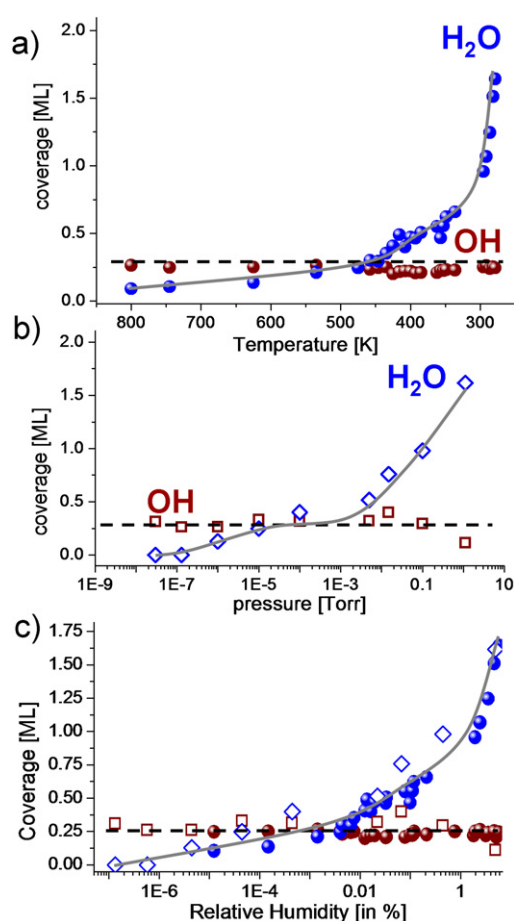 a)
H2O
coverage [ML]
2.0
1.5
1.0
0.5
0.0
OH
800 700 600 500 400 300
Temperature [K]
b)
H2O
coverage [ML]
2.0
1.5
1.0
0.5
0.0
OH
1E-9 1E-7 1E-5 1E-3 0.1 10
pressure [Torr]
c)
Coverage [ML]
1.75
1.50
1.25
1.00
0.75
0.50
0.25
0.00
1E-6 1E-4 0.01 1
Relative Humidity [in %]